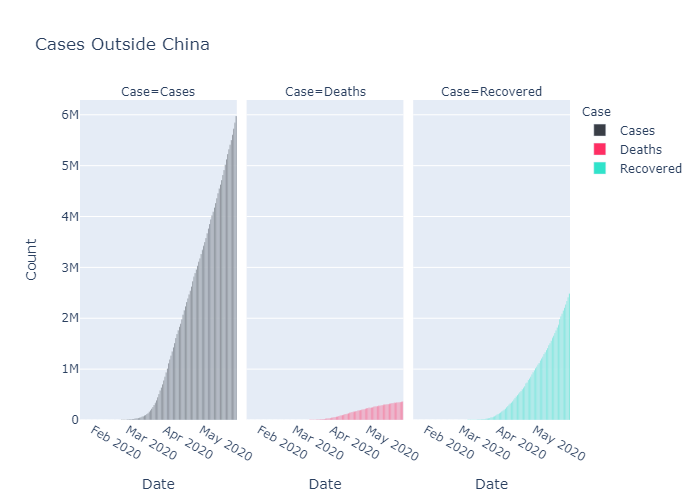 Cases Outside China
Case=Cases
Case=Deaths
Case=Recovered
Case
Cases
Deaths
Recovered
Count
6M
5M
4M
3M
2M
1M
0
Feb 2020
Mar 2020
Apr 2020
May 2020
Feb 2020
Mar 2020
Apr 2020
May 2020
Feb 2020
Mar 2020
Apr 2020
May 2020
Date
Date
Date